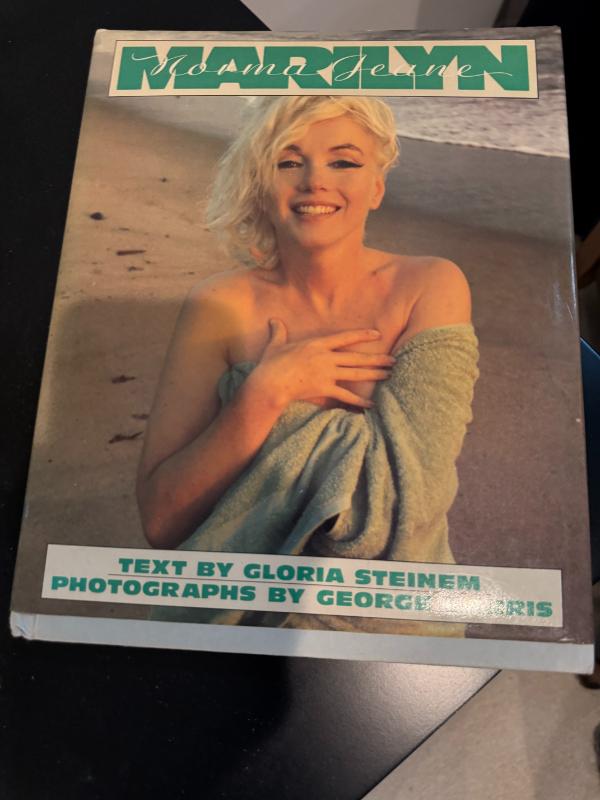 MARILYN
Norma Jeane
TEXT BY GLORIA STEINEM
PHOTOGRAPHS BY GEORGE